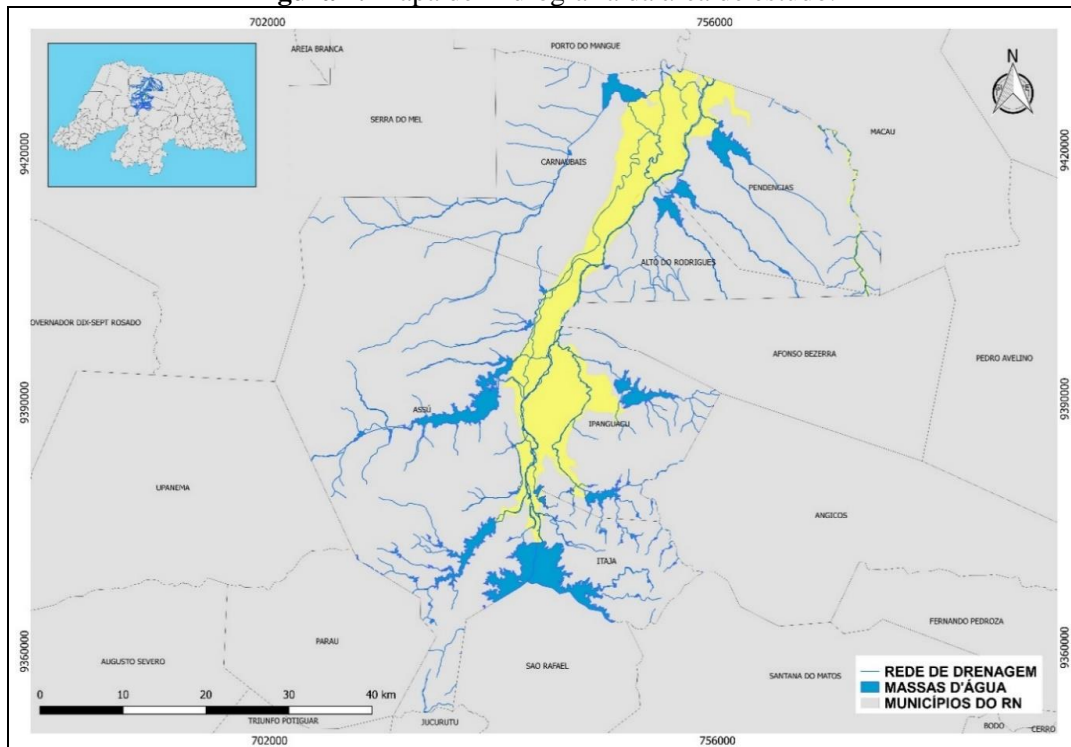 702000 756000
AREIA BRANCA
PORTO DO MANGUE
N
SERRA DO MEL
MACAU
9420000
9420000
CARNAUBAIS
PENDENCIAS
ALTO DO RODRIGUES
OVERNADOR DIX-SEPT ROSADO
AFONSO BEZERRA
PEDRO AVELINO
9390000
9390000
ASSÚ
IPANGUAÇU
UPANEMA
ANGICOS
ITAJA
FERNANDO PEDROZA
9360000
9360000
PARAU
AUGUSTO SEVERO
SAO RAFAEL
SANTANA DO MATOS
REDE DE DRENAGEM
MASSAS D'ÁGUA
MUNICÍPIOS DO RN
0 10 20 30 40 km
TRIUNFO POTIGUAR
JUCURUTU
BODO
CERRO
702000 756000